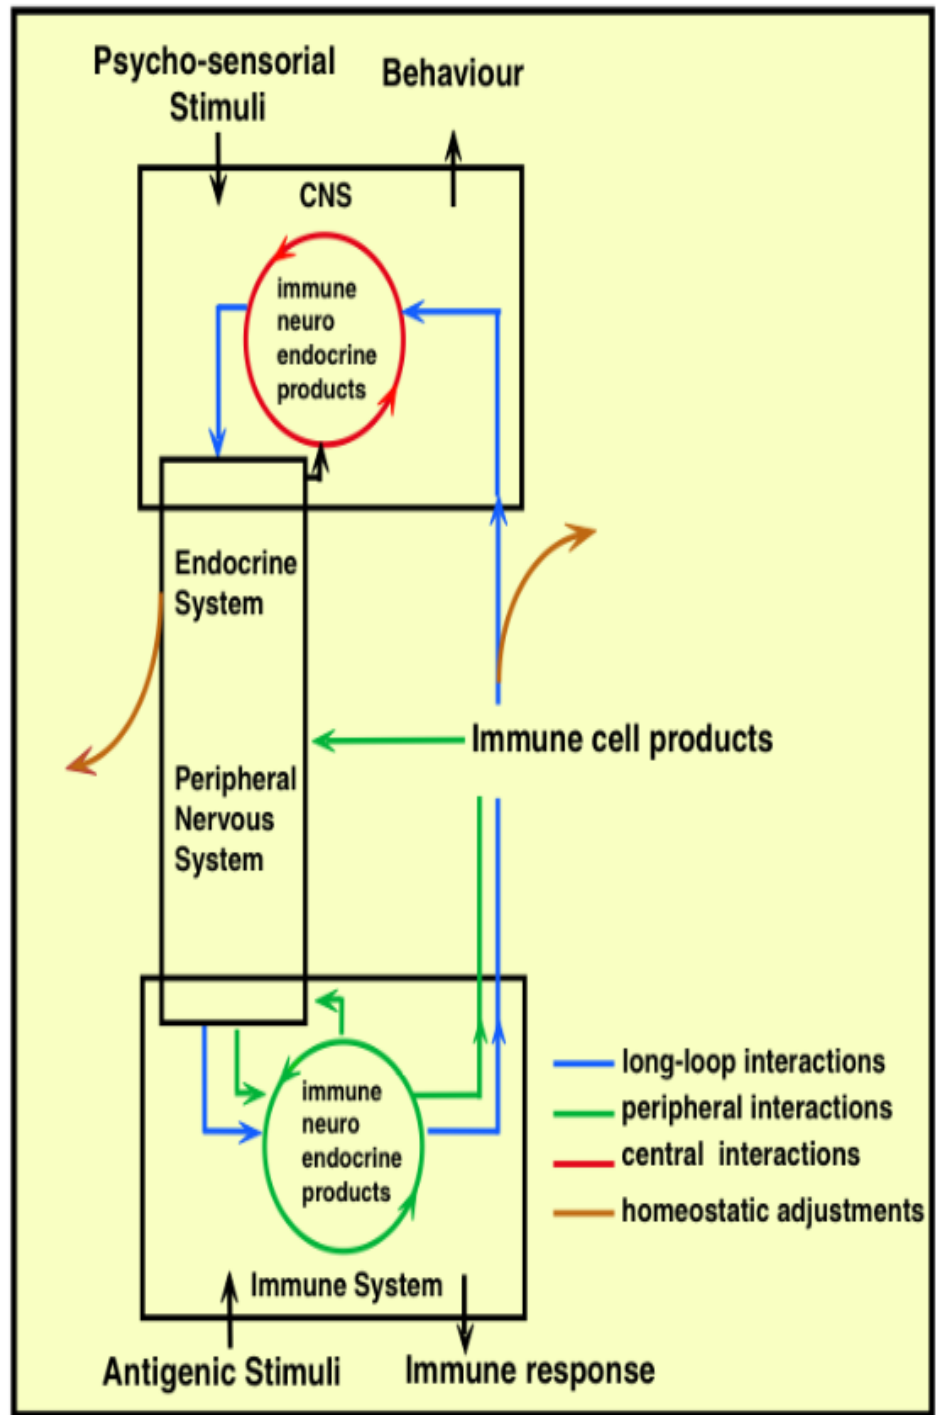 Psycho-sensorial
Stimuli
Behaviour
CNS
immune
neuro
endocrine
products
Endocrine
System
Immune cell products
Peripheral
Nervous
System
immune
neuro
endocrine
products
long-loop interactions
peripheral interactions
central interactions
homeostatic adjustments
Immune System
Antigenic Stimuli
Immune response